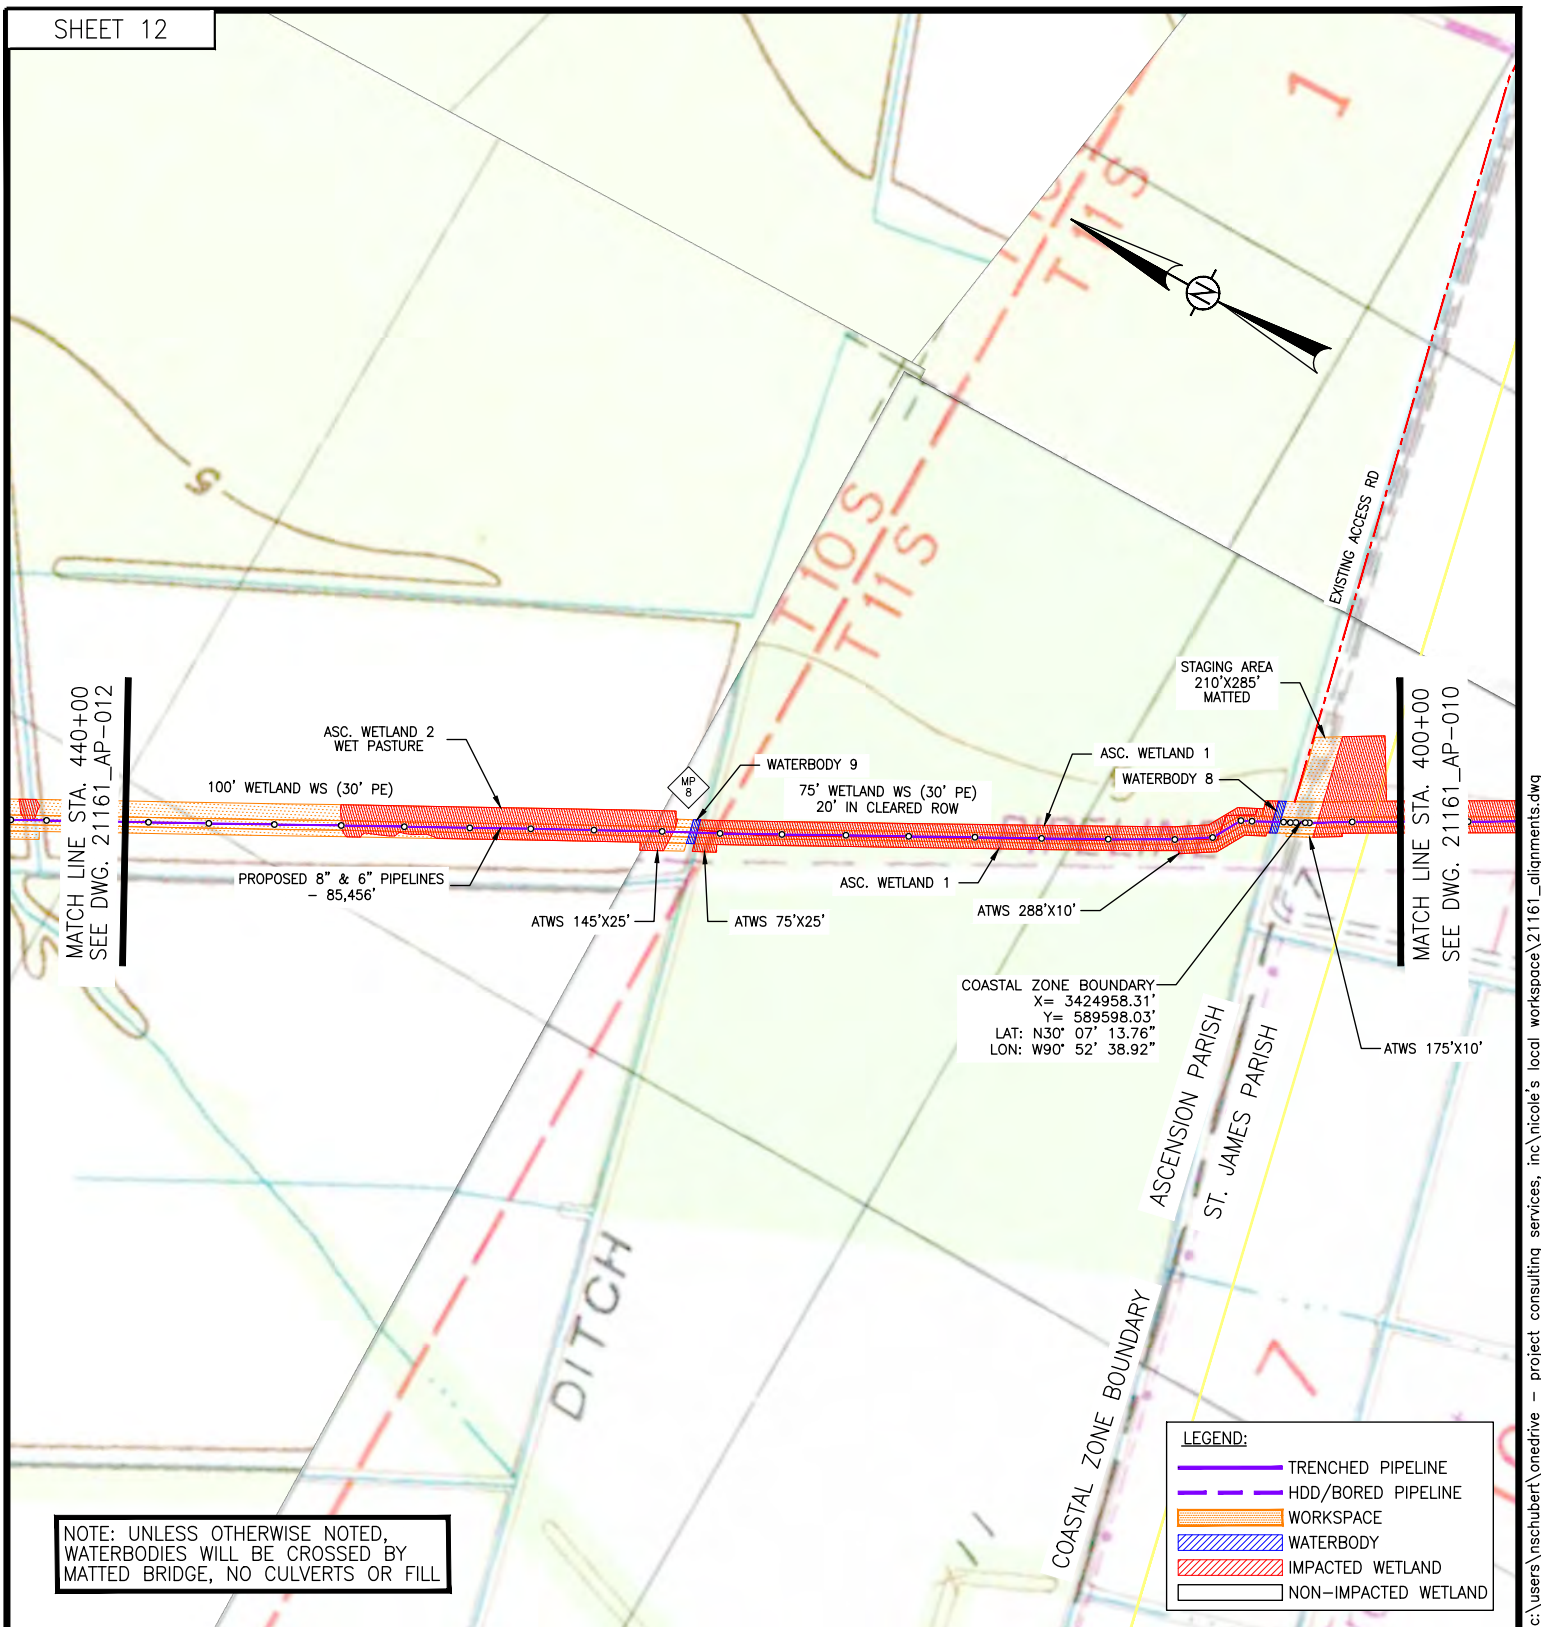 SHEET 12
1
T 11 S
N
5
T 10 S
T 11 S
EXISTING ACCESS RD
STAGING AREA
210'X285'
MATTED
MATCH LINE STA. 440+00
SEE DWG. 21161_AP-012
ASC. WETLAND 2
WET PASTURE
100' WETLAND WS (30' PE)
MP
8
WATERBODY 9
75' WETLAND WS (30' PE)
20' IN CLEARED ROW
ASC. WETLAND 1
WATERBODY 8
MATCH LINE STA. 400+00
SEE DWG. 21161_AP-010
PIPELINE
PROPOSED 8" & 6" PIPELINES
- 85,456'
ASC. WETLAND 1
ATWS 145'X25'
ATWS 75'X25'
ATWS 288'X10'
COASTAL ZONE BOUNDARY
X= 3424958.31'
Y= 589598.03'
LAT: N30° 07' 13.76"
LON: W90° 52' 38.92"
ATWS 175'X10'
ASCENSION PARISH
ST. JAMES PARISH
DITCH
COASTAL ZONE BOUNDARY
7
LEGEND:
TRENCHED PIPELINE
HDD/BORED PIPELINE
WORKSPACE
WATERBODY
IMPACTED WETLAND
NON-IMPACTED WETLAND
NOTE: UNLESS OTHERWISE NOTED,
WATERBODIES WILL BE CROSSED BY
MATTED BRIDGE, NO CULVERTS OR FILL
c:\users\nschubert\onedrive - project consulting services, inc\nicole's local workspace\21161_alignments.dwg